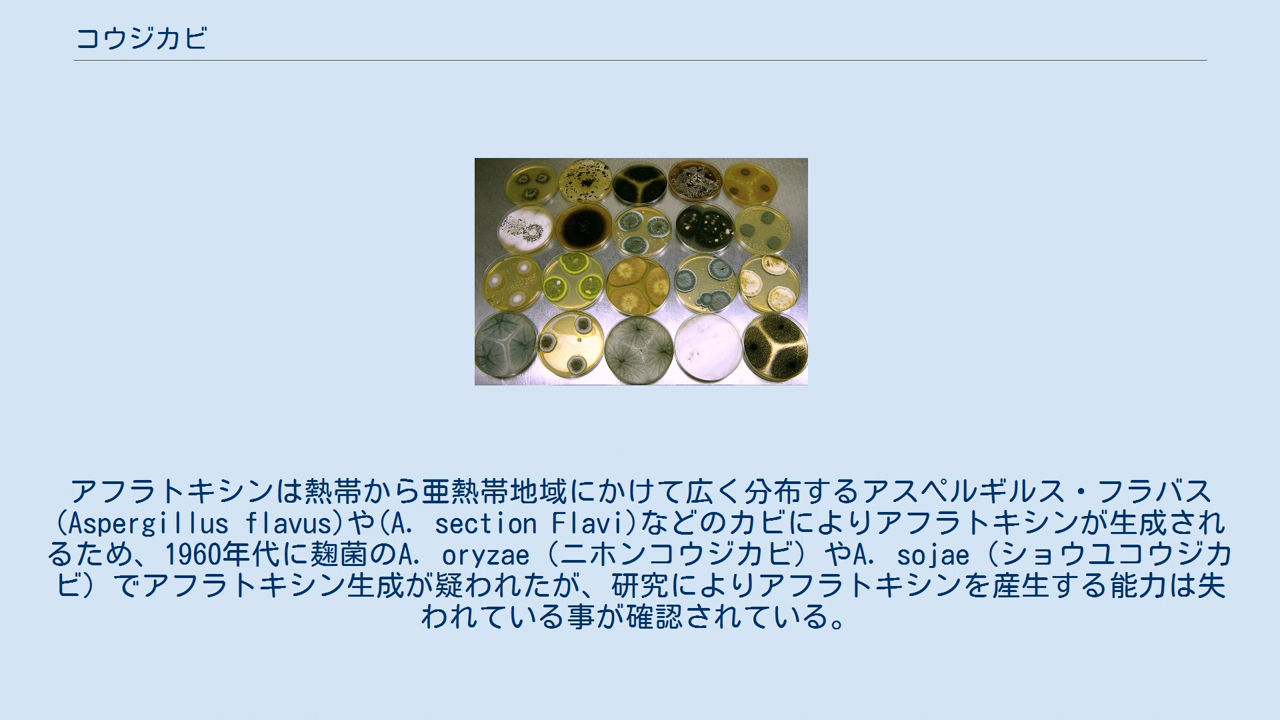 コウジカビ
アフラトキシンは熱帯から亜熱帯地域にかけて広く分布するアスペルギルス・フラバス
(Aspergillus flavus)や(A. section Flavi)などのカビによりアフラトキシンが生成され
るため、1960年代に麹菌のA. oryzae（ニホンコウジカビ）やA. sojae（ショウユコウジカ
ビ）でアフラトキシン生成が疑われたが、研究によりアフラトキシンを産生する能力は失
われている事が確認されている。